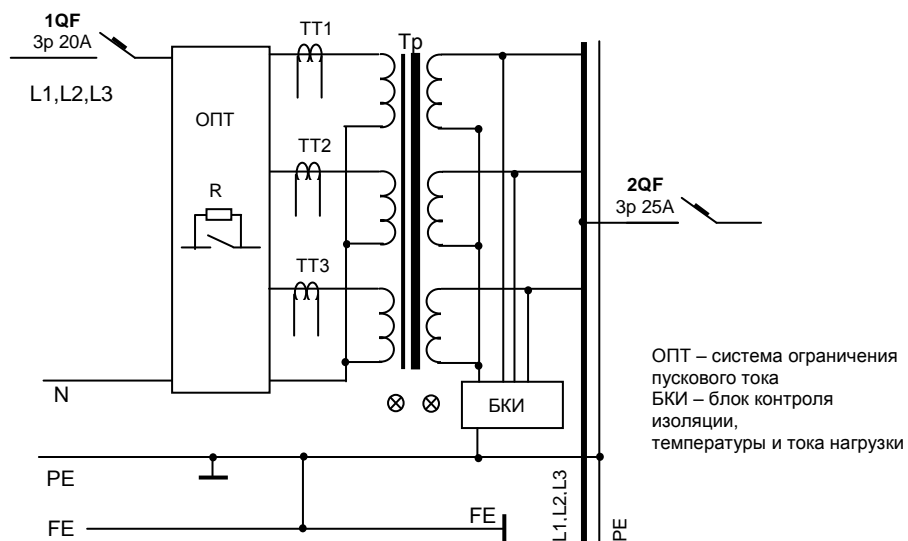 1QF
3р 20А
L1,L2,L3
ОПТ
R
N
ТТ1
ТТ2
ТТ3
Тр
2QF
3р 25А
БКИ
ОПТ – система ограничения
пускового тока
БКИ – блок контроля
изоляции,
температуры и тока нагрузки
PE
FE
FE
L1.L2.L3
PE